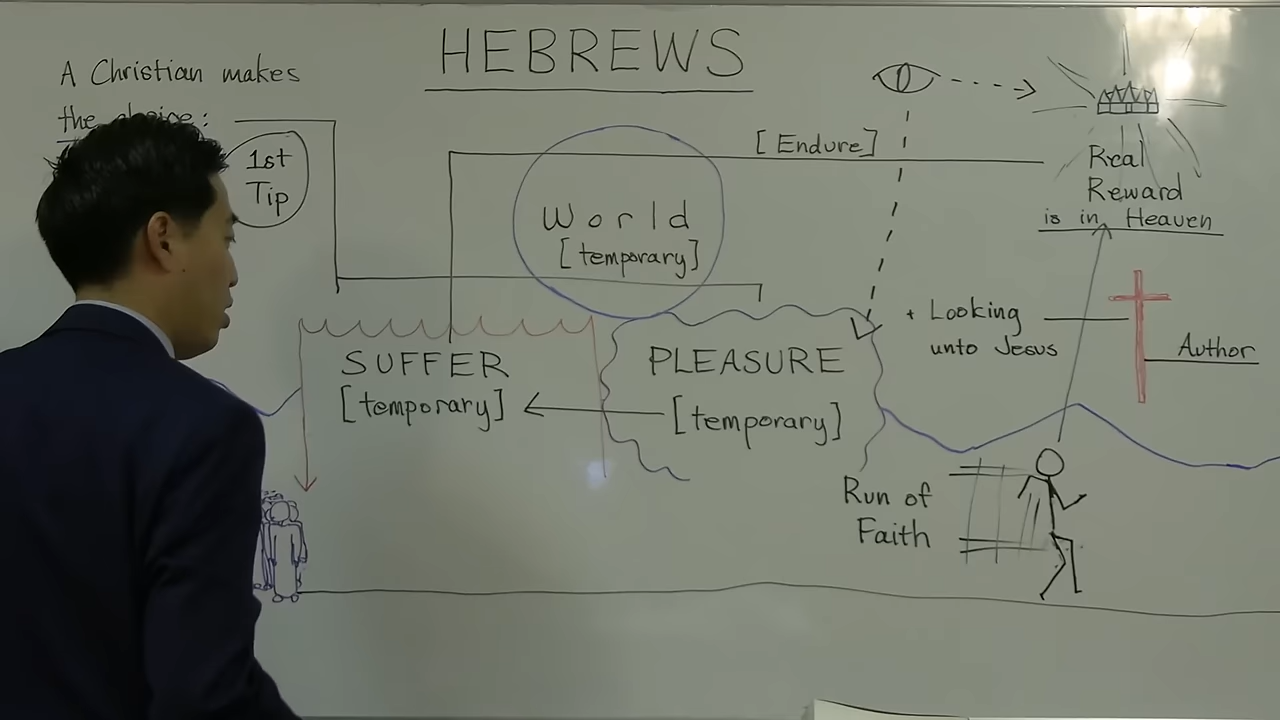 HEBREWS
A Christian makes
the choice:
1st
Tip
[Endure]
World
[temporary]
Real
Reward
is in Heaven
+ Looking
unto Jesus
Author
SUFFER
[temporary]
PLEASURE
[temporary]
Run of
Faith